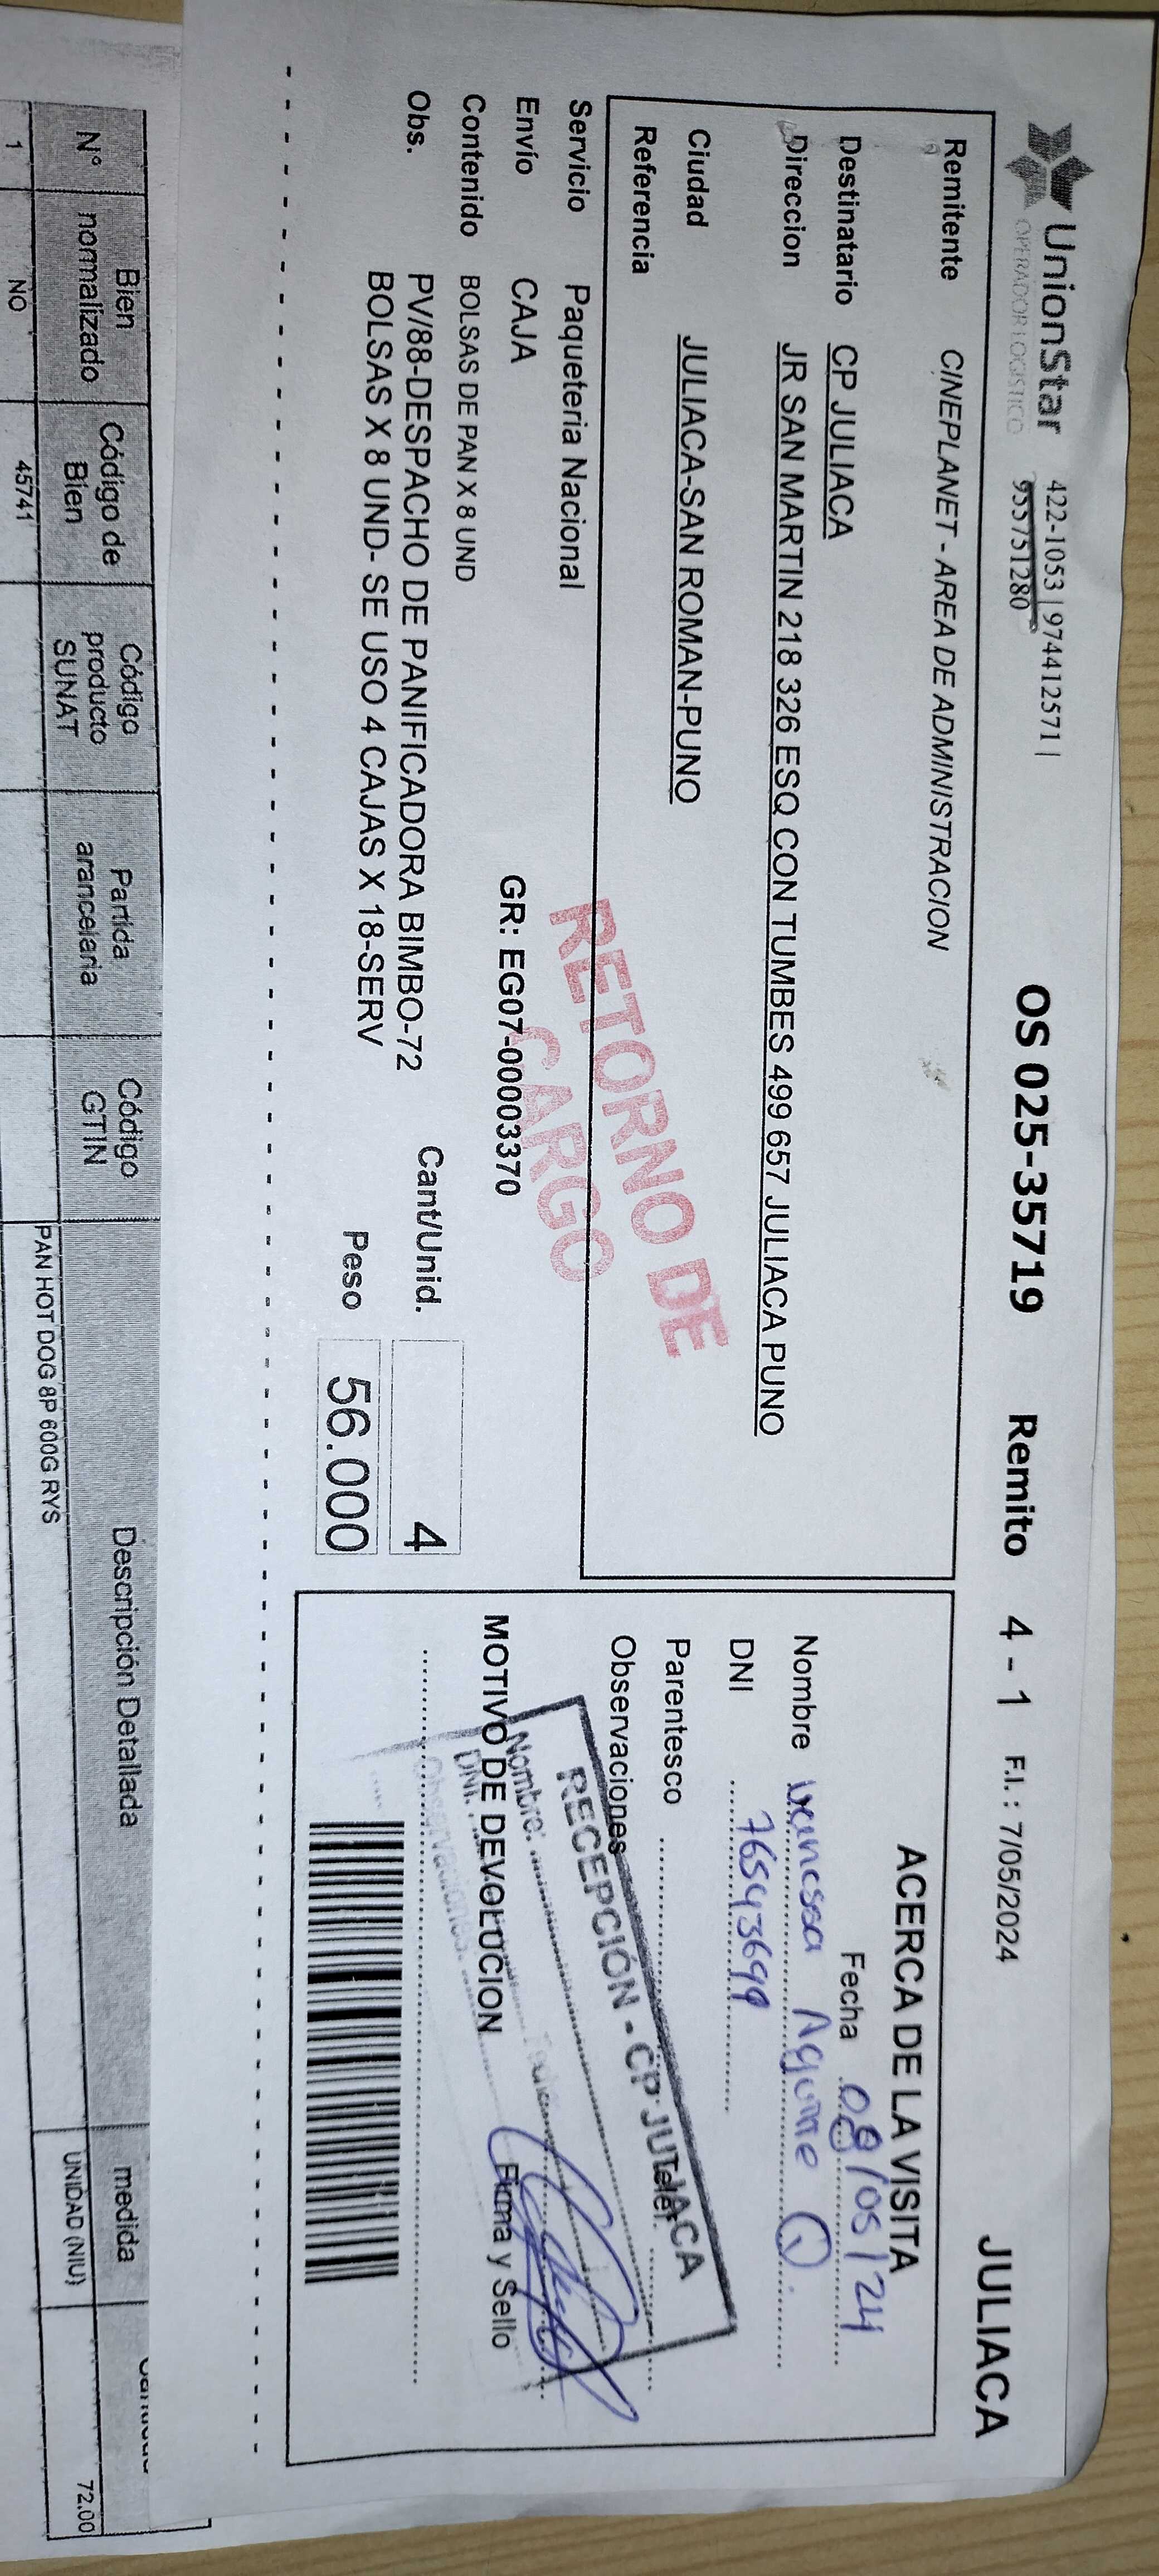 UnionStar
OPERADOR LOGISTICO
422-1053 | 974412571 |
955751280
OS 025-35719 Remito 4 - 1 F.I. : 7/05/2024 JULIACA
Remitente CINEPLANET - AREA DE ADMINISTRACION
Destinatario CP JULIACA
Direccion JR SAN MARTIN 218 326 ESQ CON TUMBES 499 657 JULIACA PUNO
Ciudad JULIACA-SAN ROMAN-PUNO
Referencia
RETORNO DE
CARGO
Servicio Paqueteria Nacional
Envío CAJA GR: EG07-00003370
Contenido BOLSAS DE PAN X 8 UND
Obs. PV/88-DESPACHO DE PANIFICADORA BIMBO-72
BOLSAS X 8 UND- SE USO 4 CAJAS X 18-SERV
Cant/Unid. 4
Peso 56.000
ACERCA DE LA VISITA
Fecha 08/05/24
Nombre Vanessa Q.
DNI 76543699
Parentesco Telef.
Observaciones
RECEPCIÓN - CP JULIACA
Nombre:
DNI.
Observaciones.
MOTIVO DE DEVOLUCION
Firma y Sello
N° Bien normalizado Código de Bien Código producto SUNAT Partida arancelaria Código GTIN Descripción Detallada medida
1 NO 45741 PAN HOT DOG 8P 600G RYS UNIDAD (NIU) 72.00